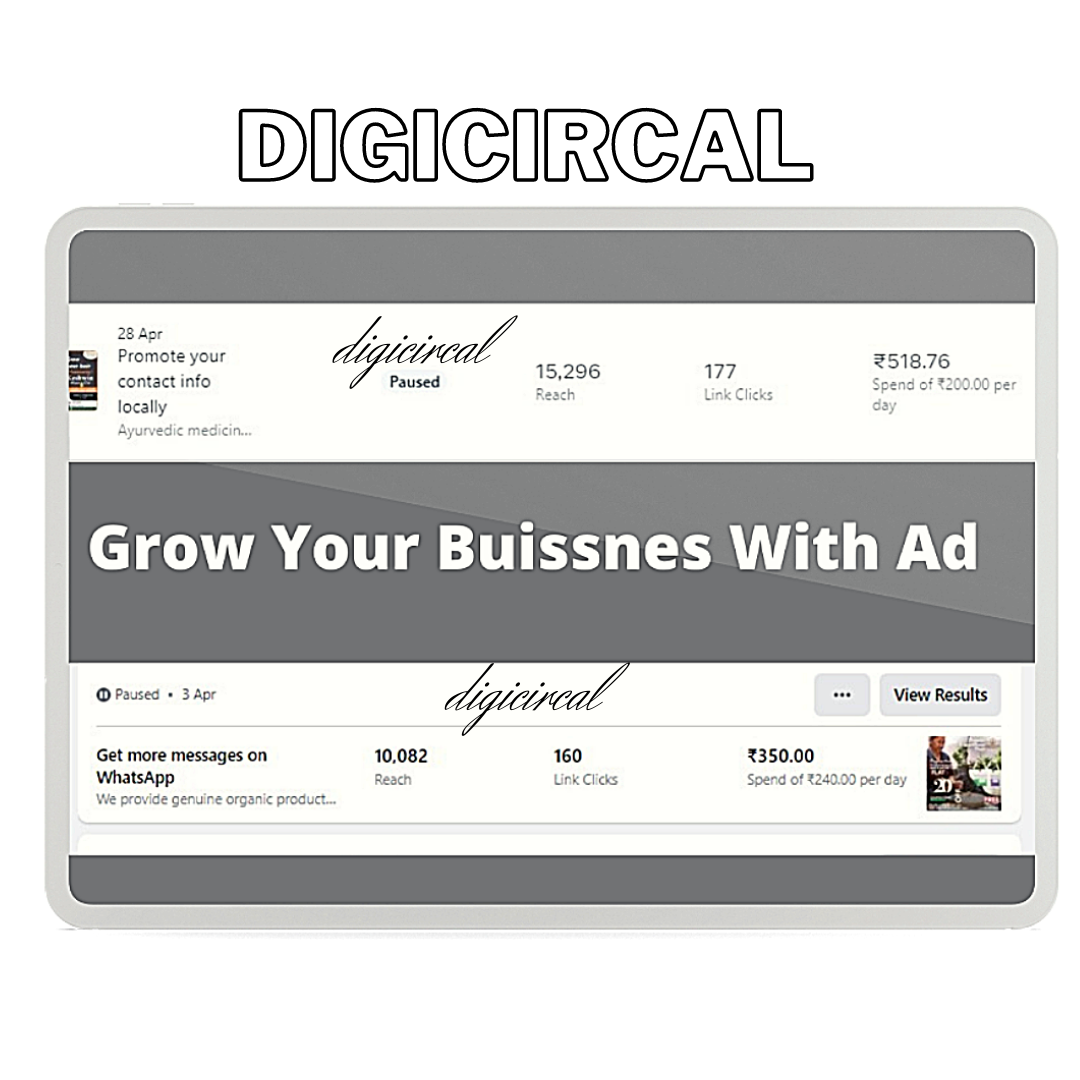 DIGICIRCAL
28 Apr
Promote your
contact info
locally
Ayurvedic medicin...
digicircal
Paused
15,296
Reach
177
Link Clicks
₹518.76
Spend of ₹200.00 per
day
Grow Your Buissnes With Ad
Paused • 3 Apr
digicircal
... View Results
Get more messages on
WhatsApp
We provide genuine organic product...
10,082
Reach
160
Link Clicks
₹350.00
Spend of ₹240.00 per day
20